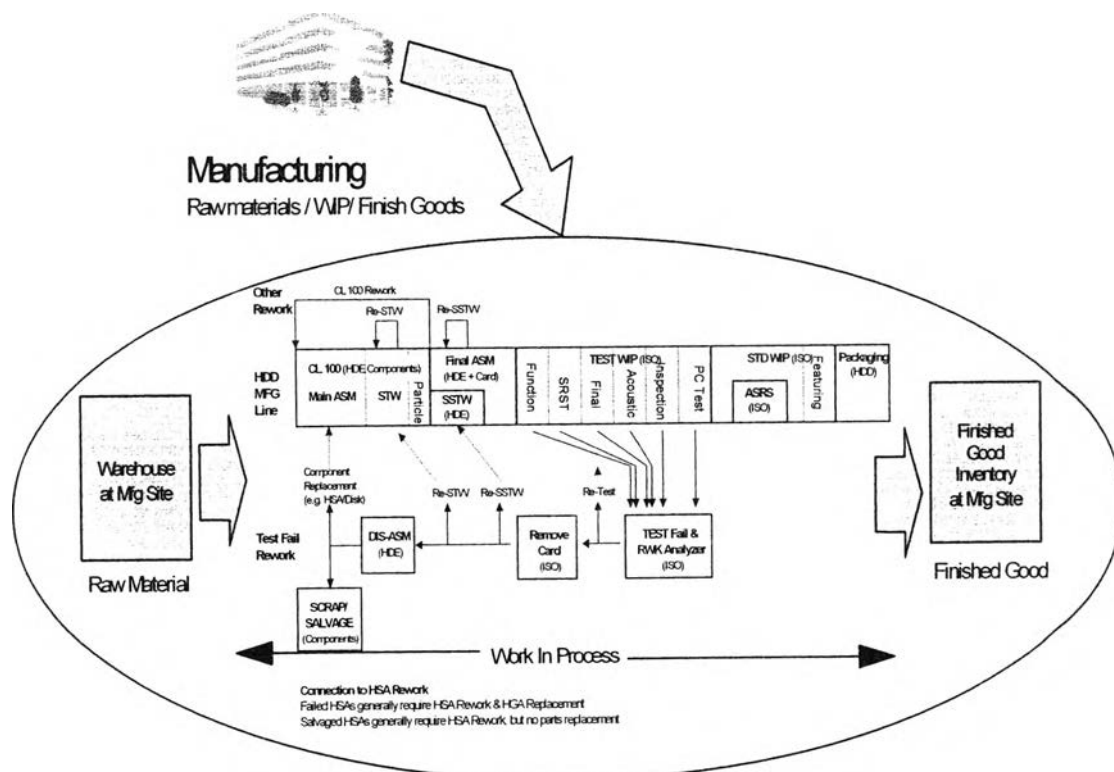 Manufacturing
Raw materials / WIP/ Finish Goods
Other
Rework
CL 100 Rework
Re-STW
Re-SSTW
HDD
MFG
Line
CL 100 (HDE Components)
Main ASM
STW
Particle
Final ASM
(HDE + Card)
SSTW
(HDE)
TEST WIP (ISO)
Function
SRST
Final
Acoustic
Inspection
PC Test
STD WIP (ISO)
ASRS
(ISO)
Featuring
Packaging
(HDD)
Warehouse
at Mfg Site
Raw Material
Component
Replacement
(e.g. HSA/Disk)
Re-STW
Re-SSTW
Re-Test
Test Fail
Rework
DIS-ASM
(HDE)
Remove
Card
(ISO)
TEST Fail &
RWK Analyzer
(ISO)
SCRAP/
SALVAGE
(Components)
Finished
Good
Inventory
at Mfg Site
Finished Good
Work In Process
Connection to HSA Rework
Failed HSAs generally require HSA Rework & HGA Replacement
Salvaged HSAs generally require HSA Rework, but no parts replacement